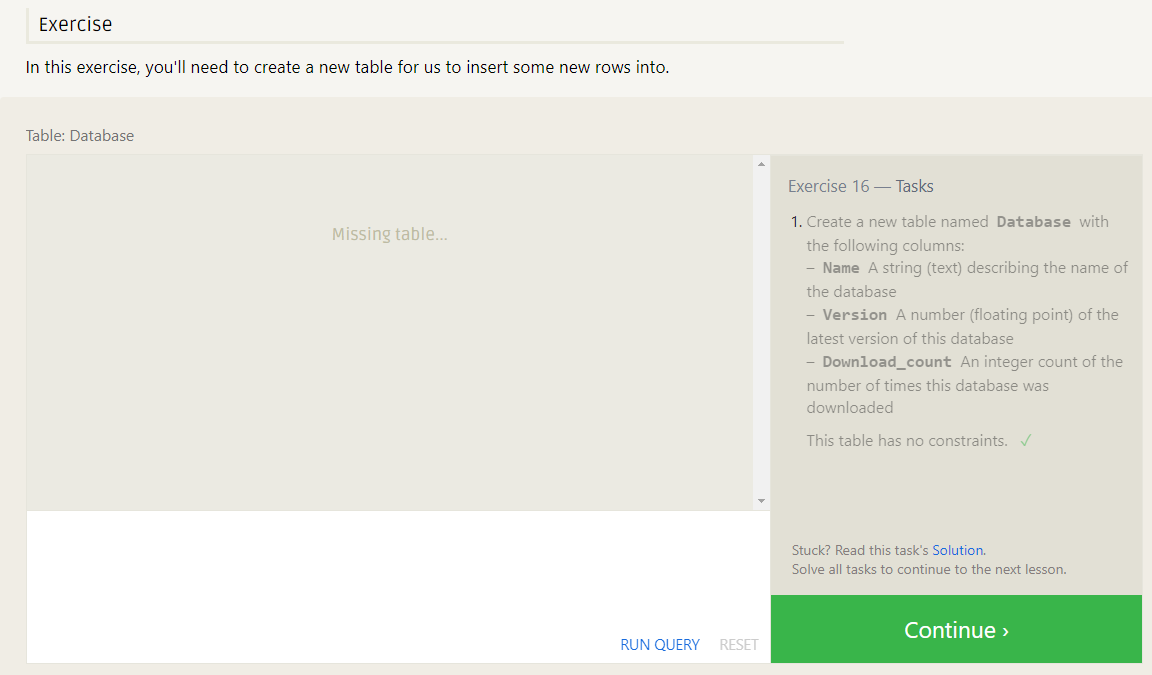 Exercise
In this exercise, you'll need to create a new table for us to insert some new rows into.
Table: Database
Missing table...
RUN QUERY RESET
Exercise 16 — Tasks
1. Create a new table named Database with
the following columns:
– Name A string (text) describing the name of
the database
– Version A number (floating point) of the
latest version of this database
– Download_count An integer count of the
number of times this database was
downloaded
This table has no constraints. ✓
Stuck? Read this task's Solution.
Solve all tasks to continue to the next lesson.
Continue ›